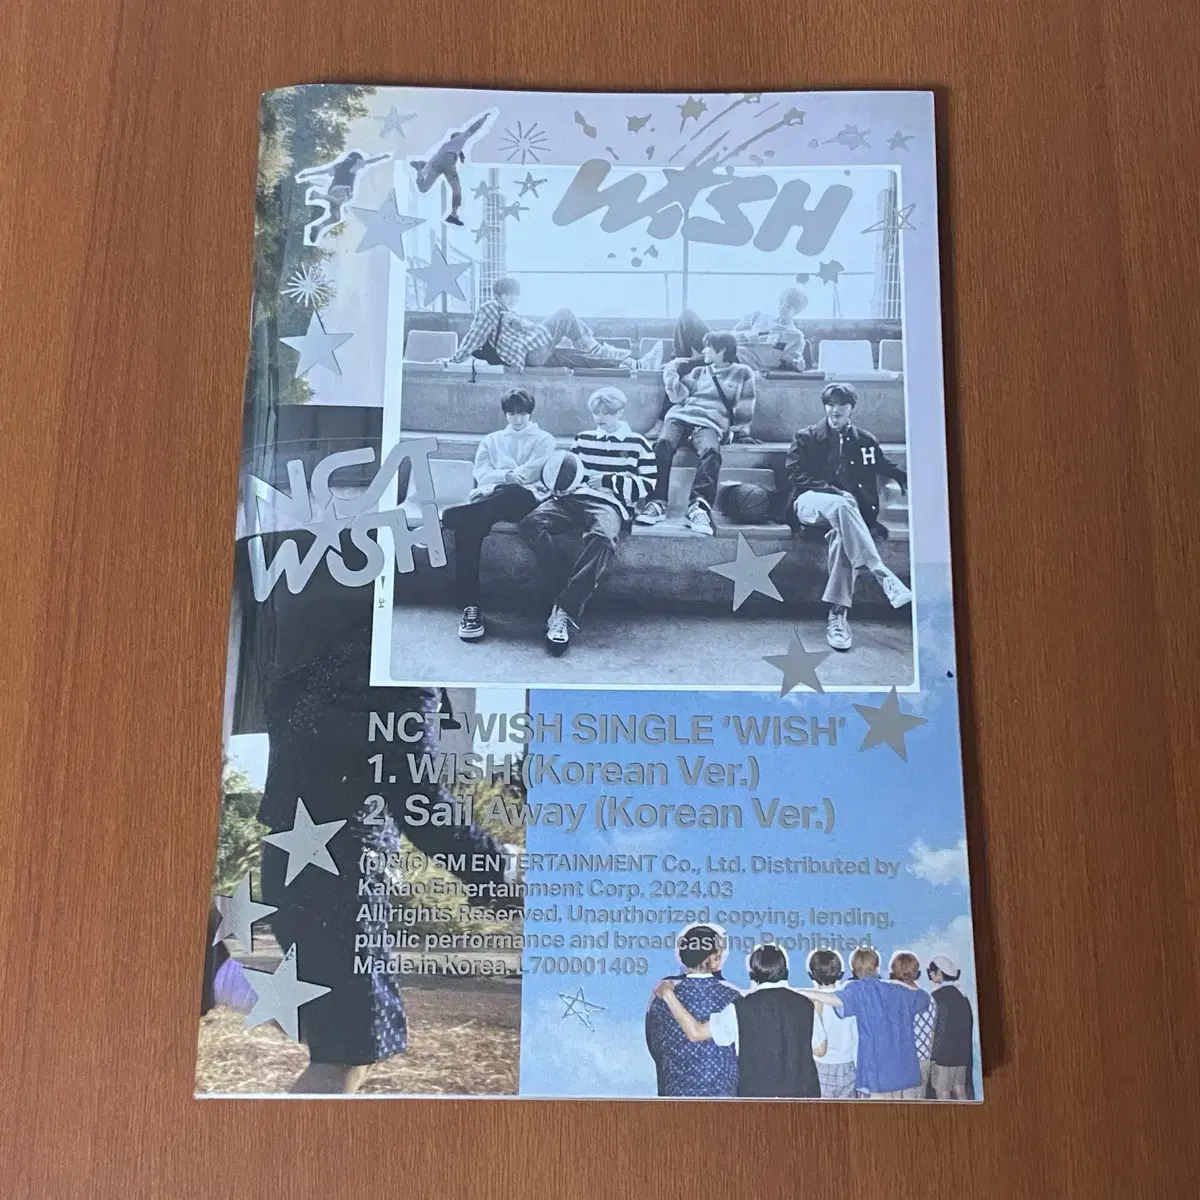 WISH
H
NCT
WISH
34
NCT WISH SINGLE 'WISH'
1. WISH (Korean Ver.)
2. Sail Away (Korean Ver.)
(p)&(c) SM ENTERTAINMENT Co., Ltd. Distributed by
Kakao Entertainment Corp. 2024.03
All rights Reserved. Unauthorized copying, lending,
public performance and broadcasting Prohibited.
Made in Korea. L700001409